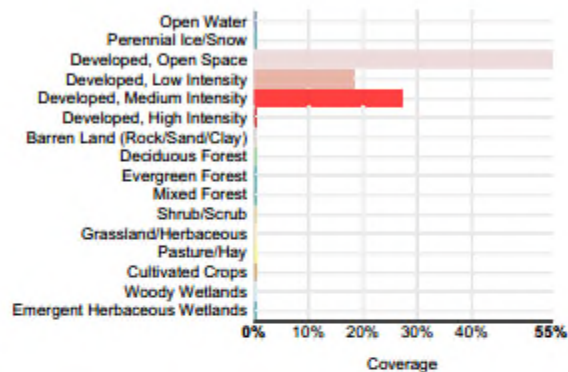 Open Water
Perennial Ice/Snow
Developed, Open Space
Developed, Low Intensity
Developed, Medium Intensity
Developed, High Intensity
Barren Land (Rock/Sand/Clay)
Deciduous Forest
Evergreen Forest
Mixed Forest
Shrub/Scrub
Grassland/Herbaceous
Pasture/Hay
Cultivated Crops
Woody Wetlands
Emergent Herbaceous Wetlands
0% 10% 20% 30% 40% 55%
Coverage